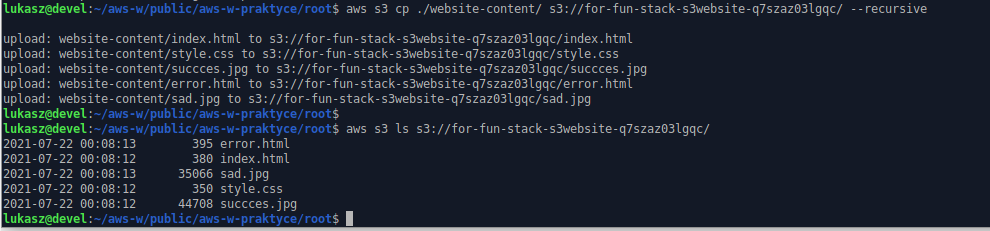 lukasz@devel:~/aws-w/public/aws-w-praktyce/root$ aws s3 cp ./website-content/ s3://for-fun-stack-s3website-q7szaz03lgqc/ --recursive
upload: website-content/index.html to s3://for-fun-stack-s3website-q7szaz03lgqc/index.html
upload: website-content/style.css to s3://for-fun-stack-s3website-q7szaz03lgqc/style.css
upload: website-content/succces.jpg to s3://for-fun-stack-s3website-q7szaz03lgqc/succces.jpg
upload: website-content/error.html to s3://for-fun-stack-s3website-q7szaz03lgqc/error.html
upload: website-content/sad.jpg to s3://for-fun-stack-s3website-q7szaz03lgqc/sad.jpg
lukasz@devel:~/aws-w/public/aws-w-praktyce/root$
lukasz@devel:~/aws-w/public/aws-w-praktyce/root$ aws s3 ls s3://for-fun-stack-s3website-q7szaz03lgqc/
2021-07-22 00:08:13        395 error.html
2021-07-22 00:08:12        380 index.html
2021-07-22 00:08:13      35066 sad.jpg
2021-07-22 00:08:12        350 style.css
2021-07-22 00:08:12      44708 succces.jpg
lukasz@devel:~/aws-w/public/aws-w-praktyce/root$